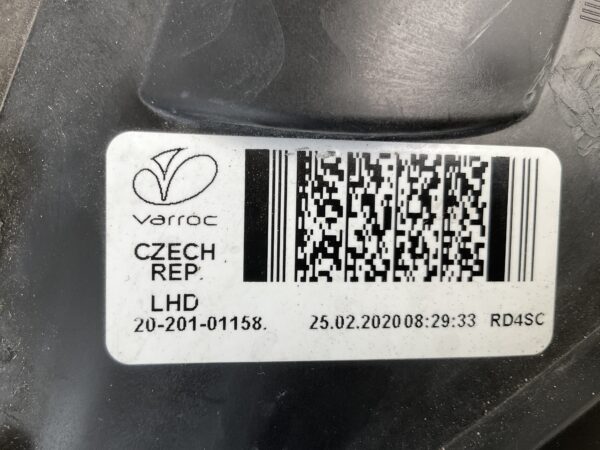 varroc
CZECH
REP.
LHD
20-201-01158. 25.02.2020 08:29:33 RD4SC